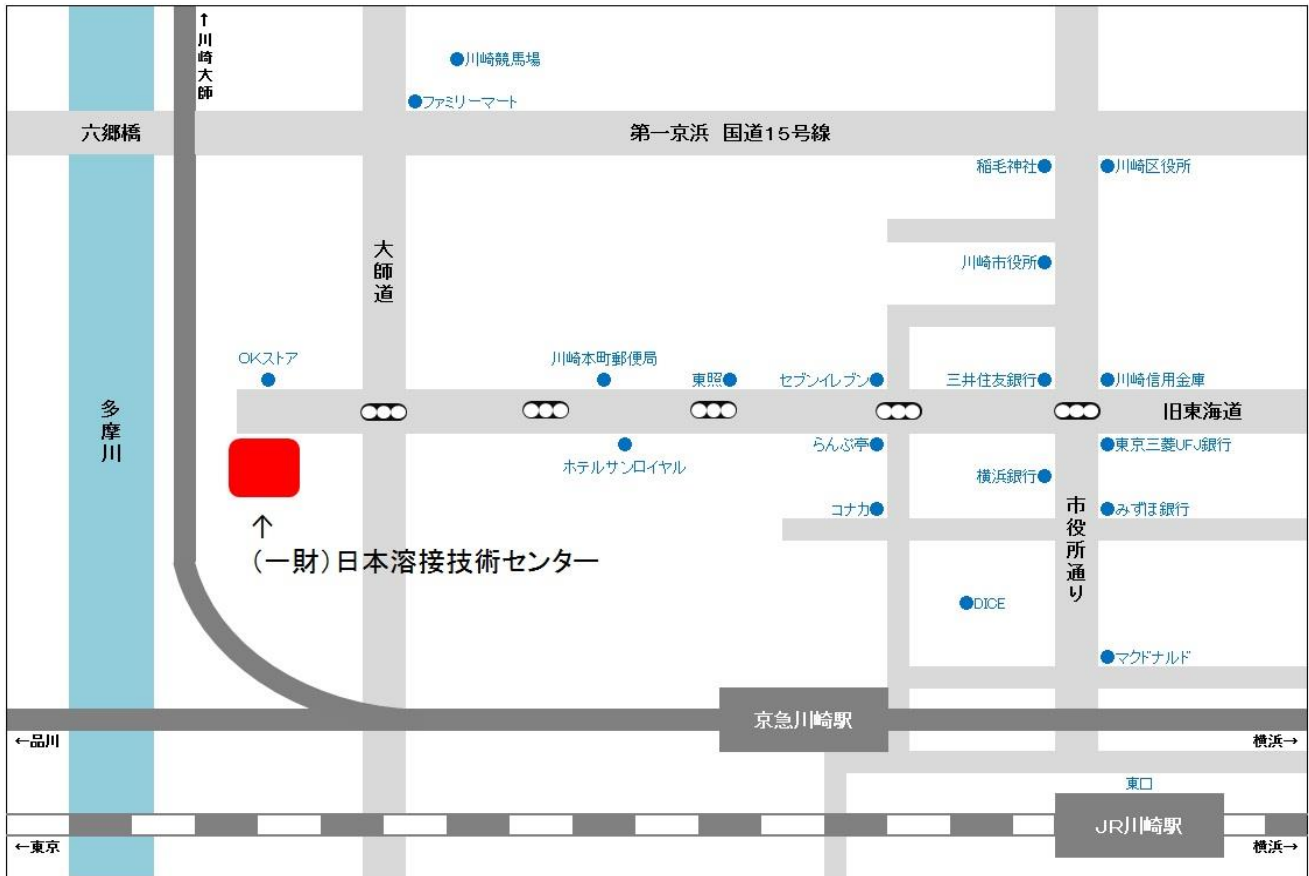 ↑川崎大師
川崎競馬場
ファミリーマート
六郷橋
第一京浜 国道15号線
稲毛神社
川崎区役所
大師道
川崎市役所
OKストア
川崎本町郵便局
東照
セブンイレブン
三井住友銀行
川崎信用金庫
旧東海道
多摩川
ホテルサンロイヤル
らんぷ亭
東京三菱UFJ銀行
横浜銀行
コナカ
みずほ銀行
市役所通り
↑
(一財)日本溶接技術センター
DICE
マクドナルド
京急川崎駅
←品川
横浜→
東口
JR川崎駅
←東京
横浜→